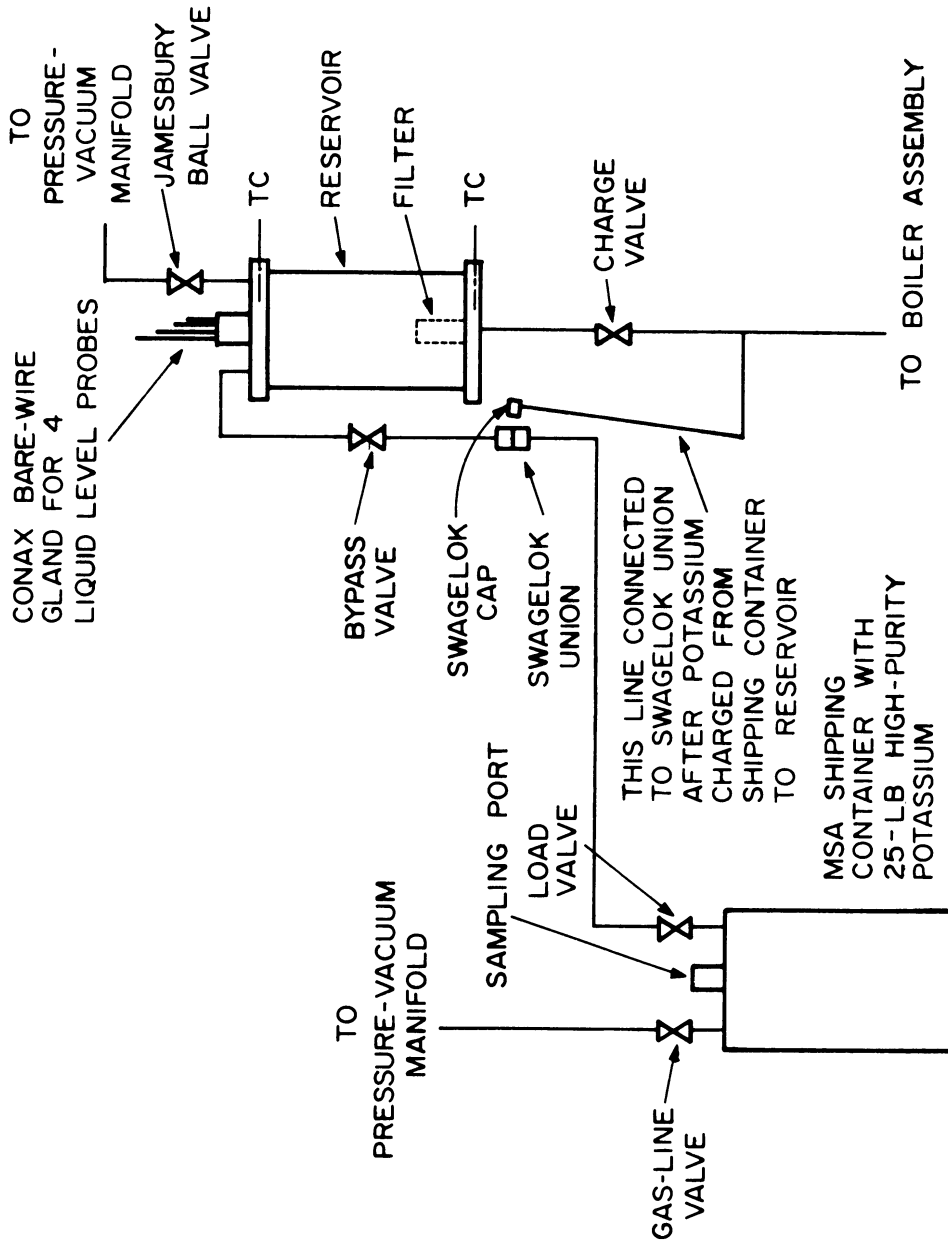 TO
PRESSURE-
VACUUM
MANIFOLD
JAMESBURY
BALL VALVE
CONAX BARE-WIRE
GLAND FOR 4
LIQUID LEVEL PROBES
TC
RESERVOIR
FILTER
TC
BYPASS
VALVE
CHARGE
VALVE
SWAGELOK
CAP
SWAGELOK
UNION
TO BOILER ASSEMBLY
THIS LINE CONNECTED
TO SWAGELOK UNION
AFTER POTASSIUM
CHARGED FROM
SHIPPING CONTAINER
TO RESERVOIR
TO
PRESSURE-VACUUM
MANIFOLD
SAMPLING PORT
LOAD
VALVE
GAS-LINE
VALVE
MSA SHIPPING
CONTAINER WITH
25-LB HIGH-PURITY
POTASSIUM